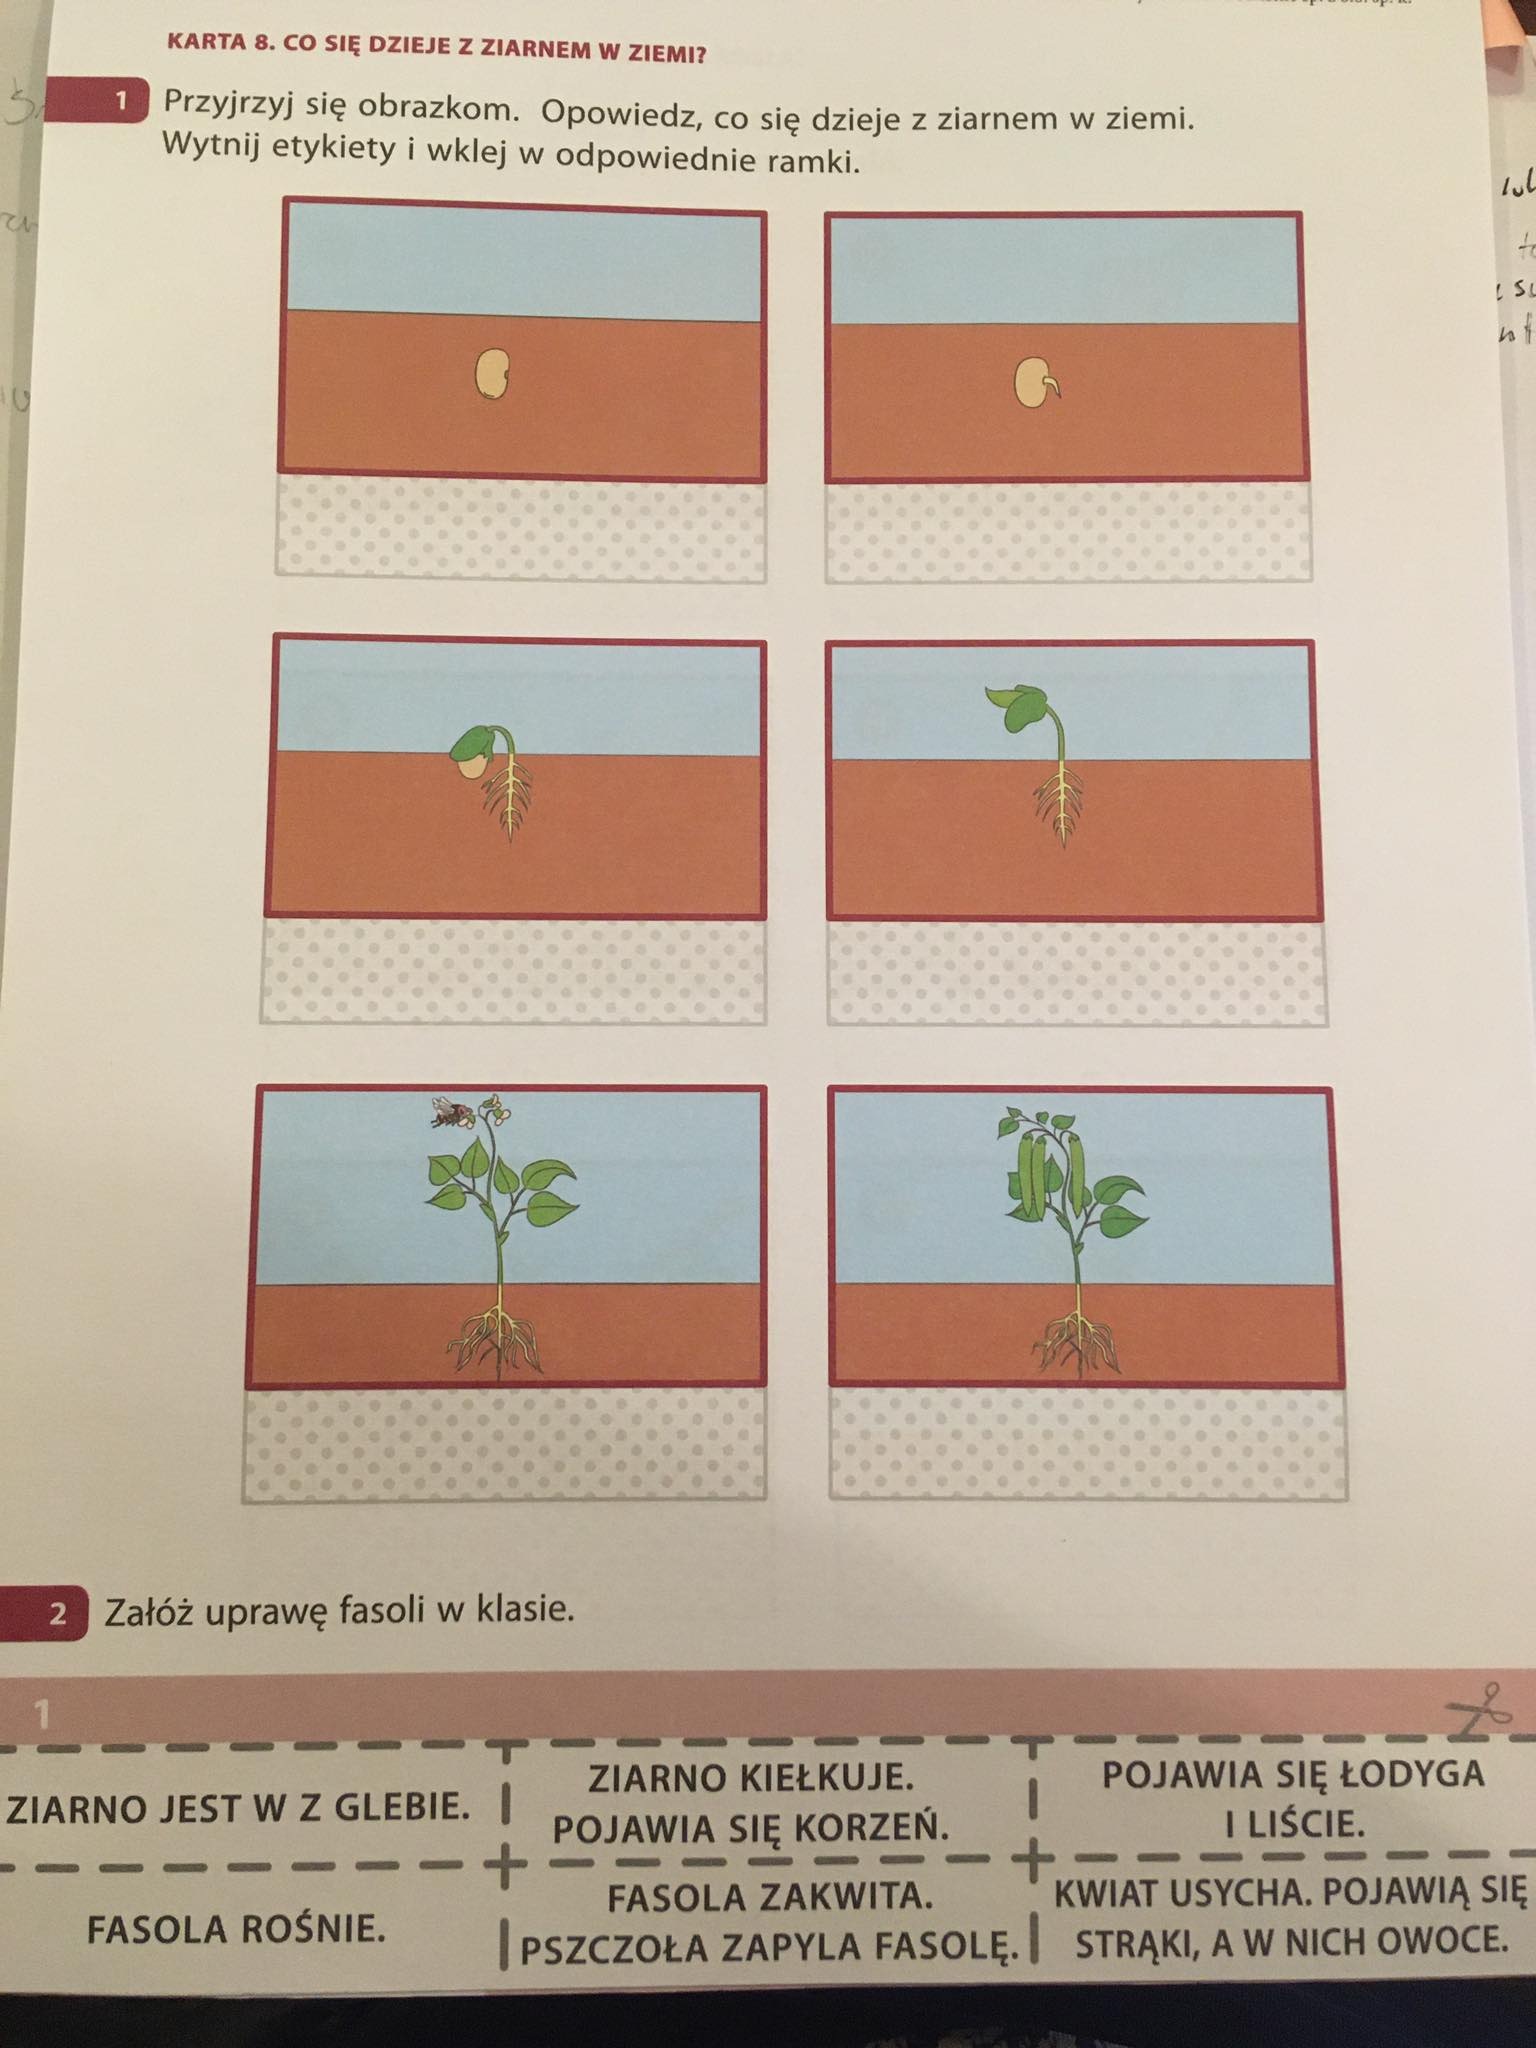 KARTA 8. CO SIĘ DZIEJE Z ZIARNEM W ZIEMI?
1 Przyjrzyj się obrazkom. Opowiedz, co się dzieje z ziarnem w ziemi.
Wytnij etykiety i wklej w odpowiednie ramki.
2 Załóż uprawę fasoli w klasie.
1
ZIARNO JEST W Z GLEBIE.
ZIARNO KIEŁKUJE.
POJAWIA SIĘ KORZEŃ.
POJAWIA SIĘ ŁODYGA
I LIŚCIE.
FASOLA ROŚNIE.
FASOLA ZAKWITA.
PSZCZOŁA ZAPYLA FASOLĘ.
KWIAT USYCHA. POJAWIĄ SIĘ
STRĄKI, A W NICH OWOCE.